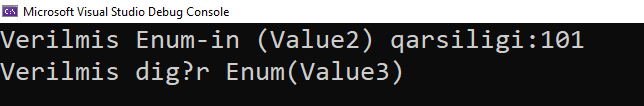 Microsoft Visual Studio Debug Console
Verilmis Enum-in (Value2) qarsiligi:101
Verilmis dig?r Enum(Value3)